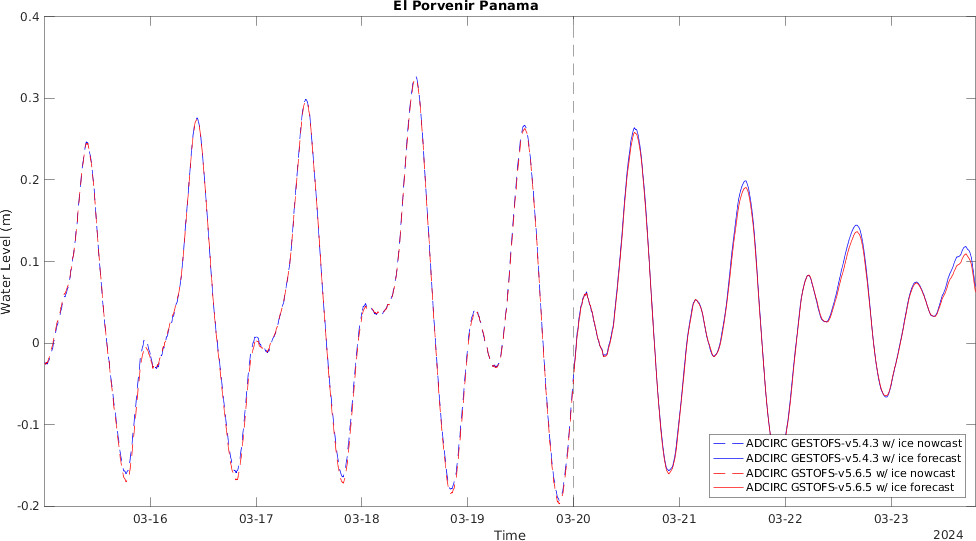 El Porvenir Panama
0.4
0.3
0.2
0.1
0
-0.1
-0.2
Water Level (m)
03-16 03-17 03-18 03-19 03-20 03-21 03-22 03-23
Time
2024
ADCIRC GESTOFS-v5.4.3 w/ ice nowcast
ADCIRC GESTOFS-v5.4.3 w/ ice forecast
ADCIRC GSTOFS-v5.6.5 w/ ice nowcast
ADCIRC GSTOFS-v5.6.5 w/ ice forecast